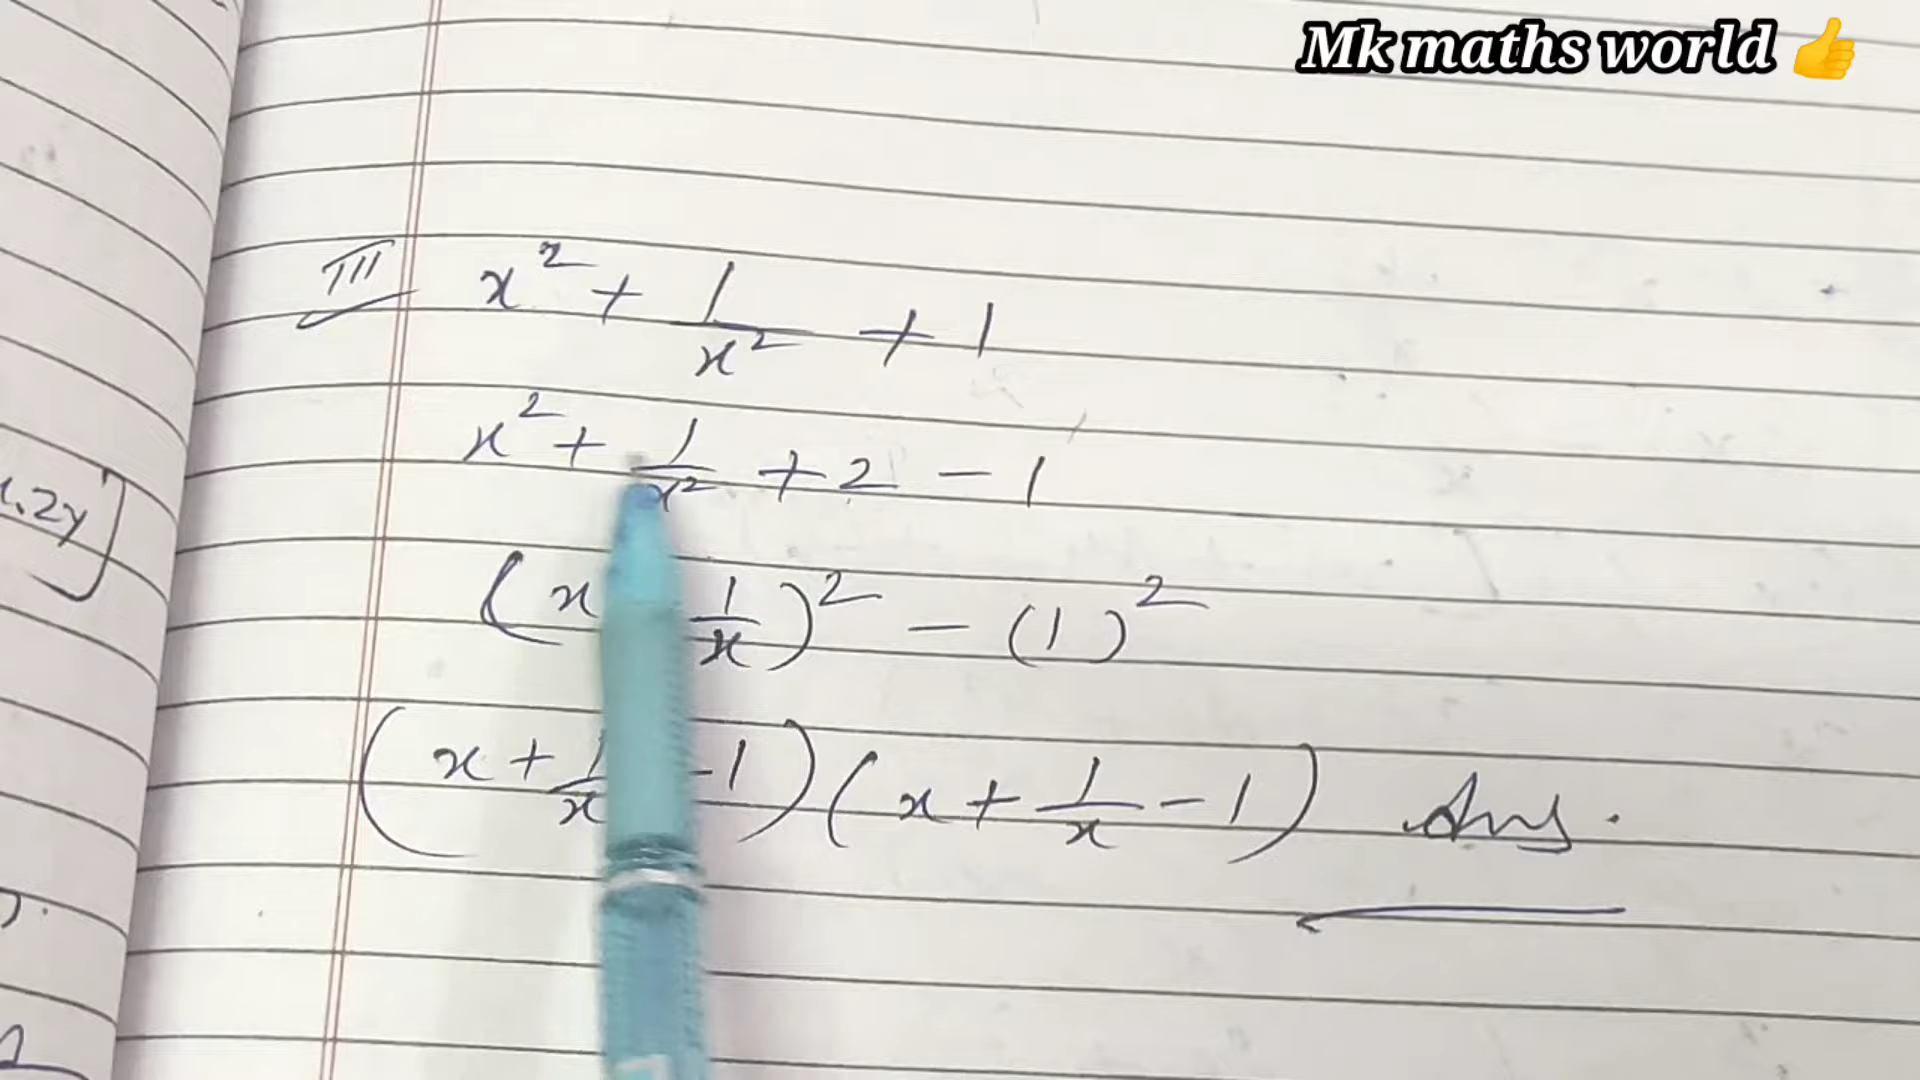 Mk maths world 👍
III x² + 1/x² + 1
x² + 1/x² + 2 - 1
x.2y]
(x 1/x)² - (1)²
(x + 1/x -1) (x + 1/x - 1) Ans.